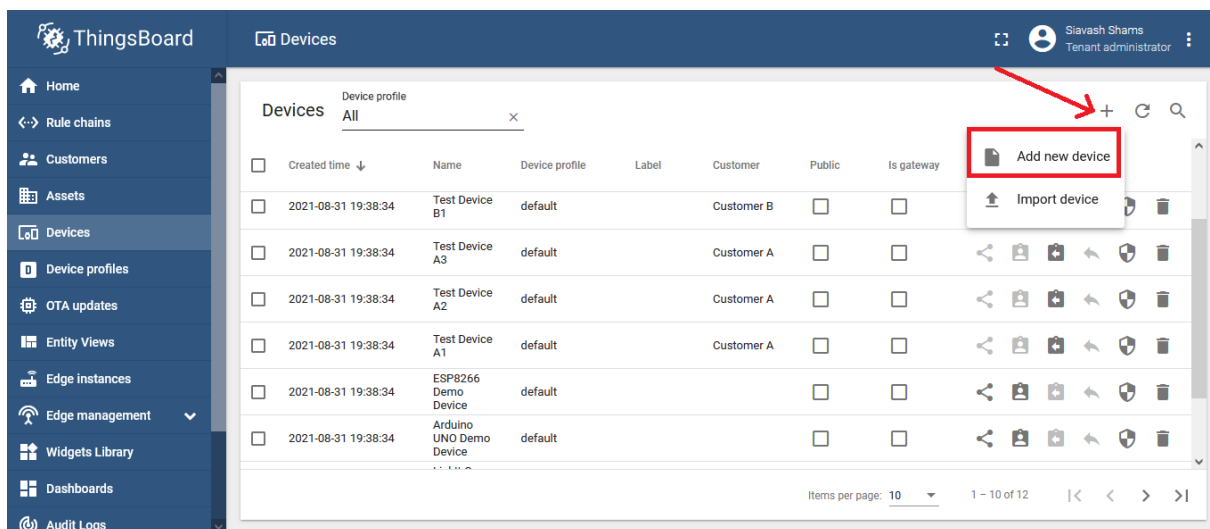 ThingsBoard
Devices
Siavash Shams
Tenant administrator
Home
Rule chains
Customers
Assets
Devices
Device profiles
OTA updates
Entity Views
Edge instances
Edge management
Widgets Library
Dashboards
Audit Logs
Devices
Device profile
All
Add new device
Import device
Created time Name Device profile Label Customer Public Is gateway
2021-08-31 19:38:34 Test Device B1 default Customer B
2021-08-31 19:38:34 Test Device A3 default Customer A
2021-08-31 19:38:34 Test Device A2 default Customer A
2021-08-31 19:38:34 Test Device A1 default Customer A
2021-08-31 19:38:34 ESP8266 Demo Device default
2021-08-31 19:38:34 Arduino UNO Demo Device default
Items per page: 10 1 – 10 of 12